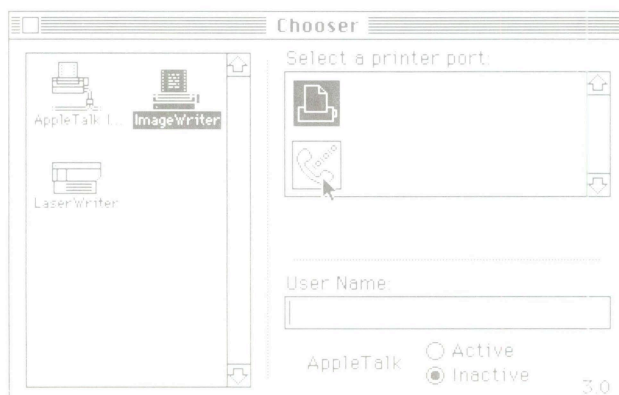 Chooser
Select a printer port:
AppleTalk I...
ImageWriter
LaserWriter
User Name:
AppleTalk
Active
Inactive
3.0